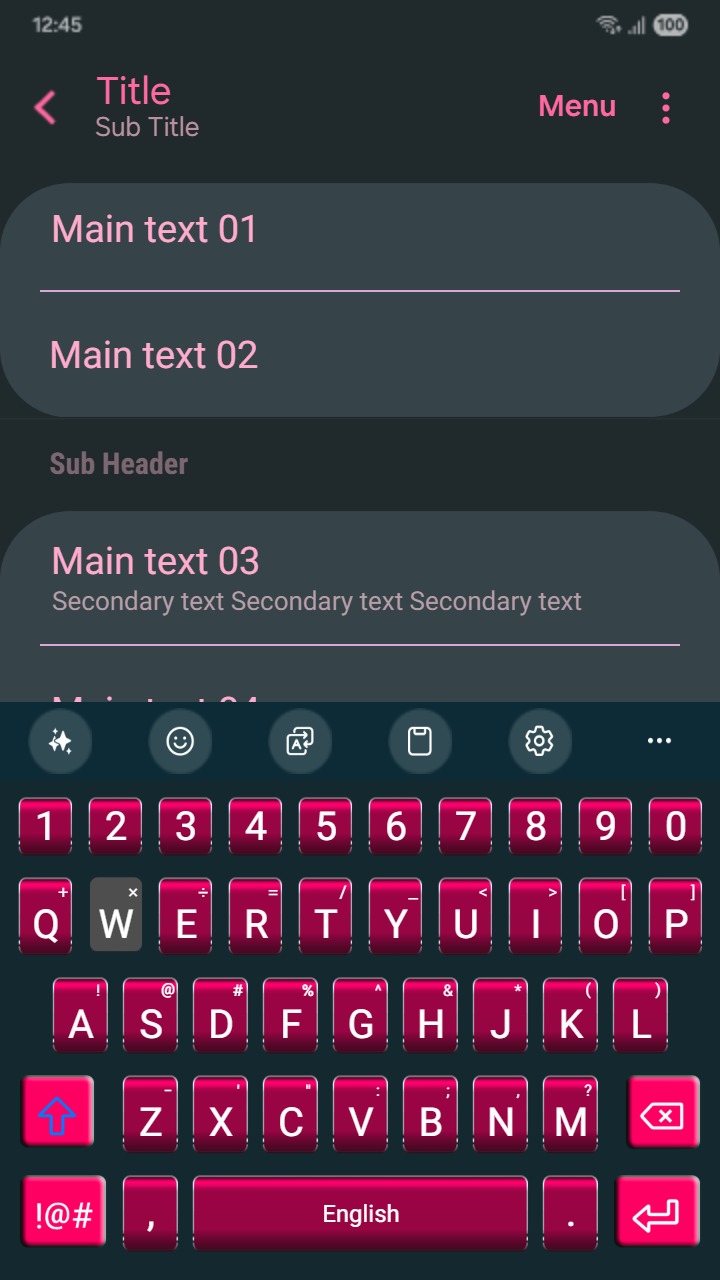 12:45 100
Title Menu
Sub Title
Main text 01
Main text 02
Sub Header
Main text 03
Secondary text Secondary text Secondary text
1 2 3 4 5 6 7 8 9 0
+ × ÷ = / _ < > [ ]
Q W E R T Y U I O P
! @ # % ^ & * ( )
A S D F G H J K L
- ' " : ; , ?
Z X C V B N M
!@# , English .